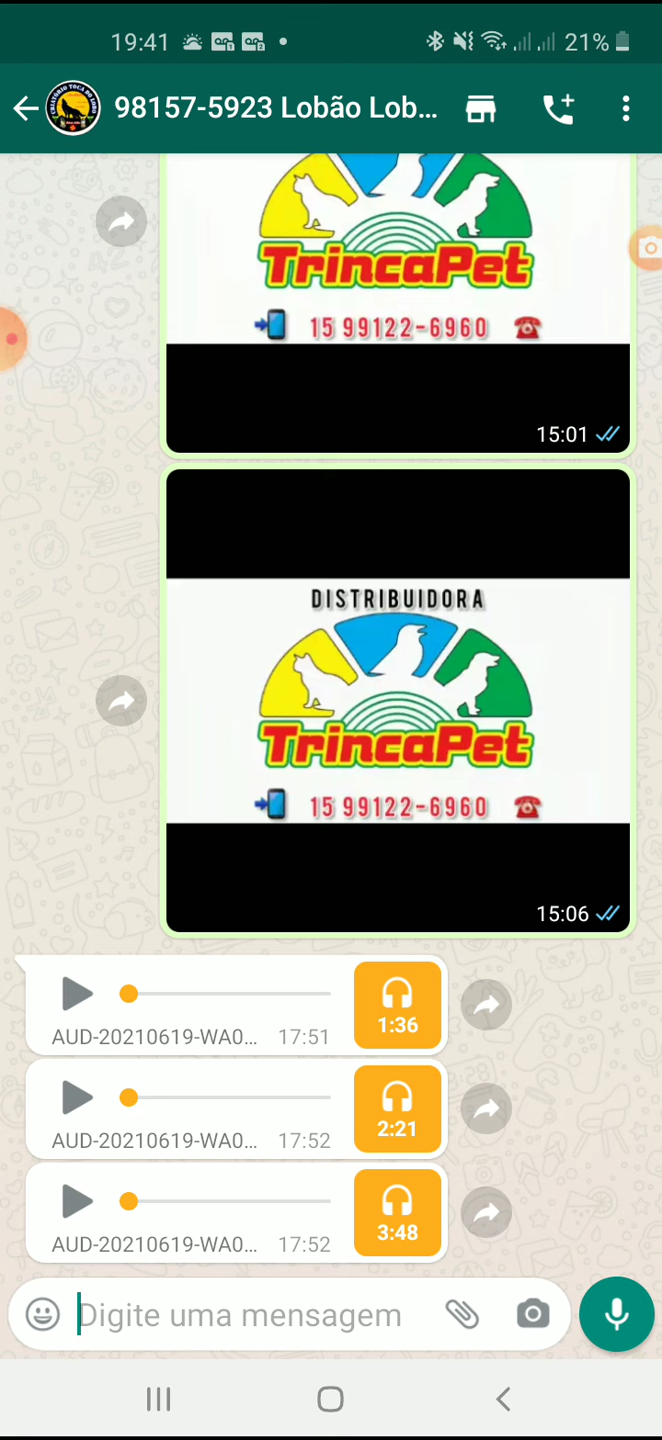 19:41
21%
98157-5923 Lobão Lob...
TrincaPet
15 99122-6960
15:01
DISTRIBUIDORA
TrincaPet
15 99122-6960
15:06
1:36
AUD-20210619-WA0... 17:51
2:21
AUD-20210619-WA0... 17:52
3:48
AUD-20210619-WA0... 17:52
Digite uma mensagem